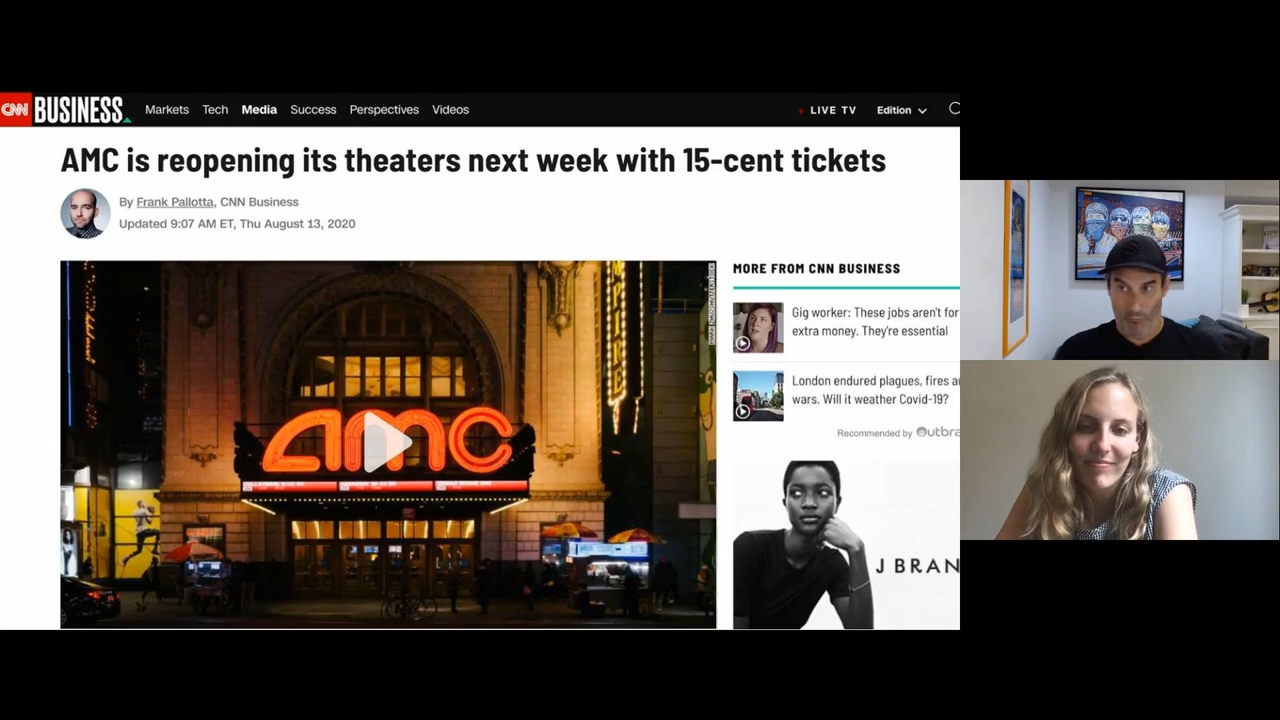 CNN BUSINESS Markets Tech Media Success Perspectives Videos LIVE TV Edition
AMC is reopening its theaters next week with 15-cent tickets
By Frank Pallotta, CNN Business
Updated 9:07 AM ET, Thu August 13, 2020
MORE FROM CNN BUSINESS
Gig worker: These jobs aren't for
extra money. They're essential
London endured plagues, fires a
wars. Will it weather Covid-19?
Recommended by Outbra
EMPIRE
amc
J BRAN